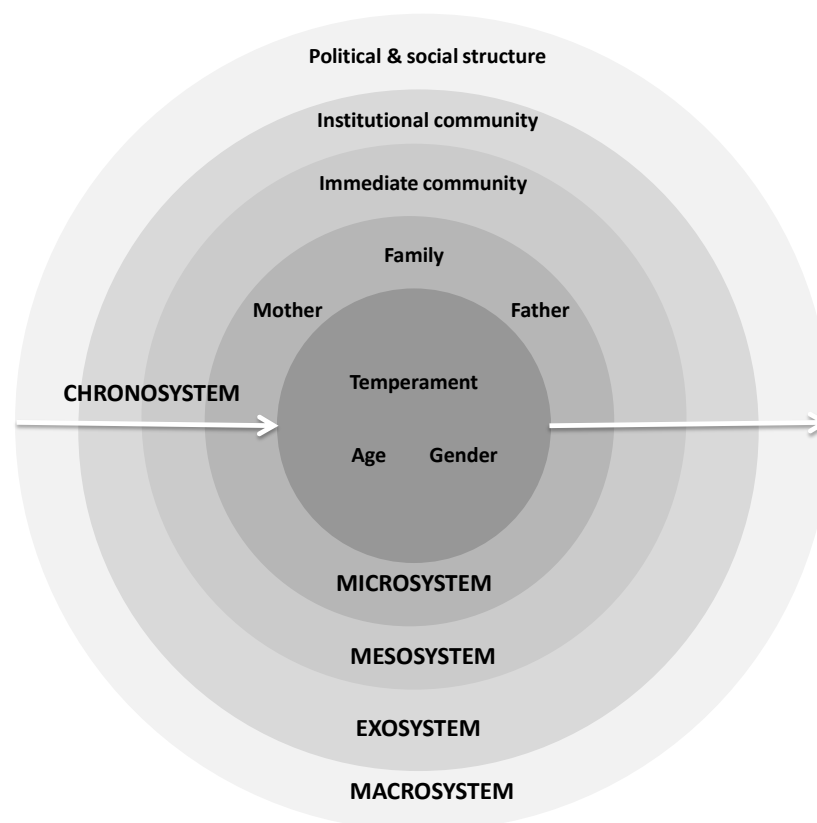 Political & social structure
Institutional community
Immediate community
Family
Mother
Father
Temperament
CHRONOSYSTEM
Age
Gender
MICROSYSTEM
MESOSYSTEM
EXOSYSTEM
MACROSYSTEM